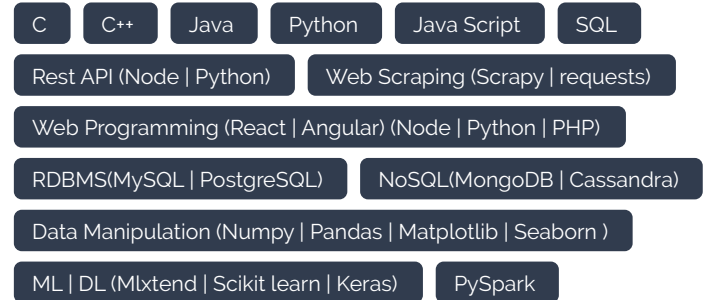 C C++ Java Python Java Script SQL
Rest API (Node | Python) Web Scraping (Scrapy | requests)
Web Programming (React | Angular) (Node | Python | PHP)
RDBMS(MySQL | PostgreSQL) NoSQL(MongoDB | Cassandra)
Data Manipulation (Numpy | Pandas | Matplotlib | Seaborn )
ML | DL (Mlxtend | Scikit learn | Keras) PySpark